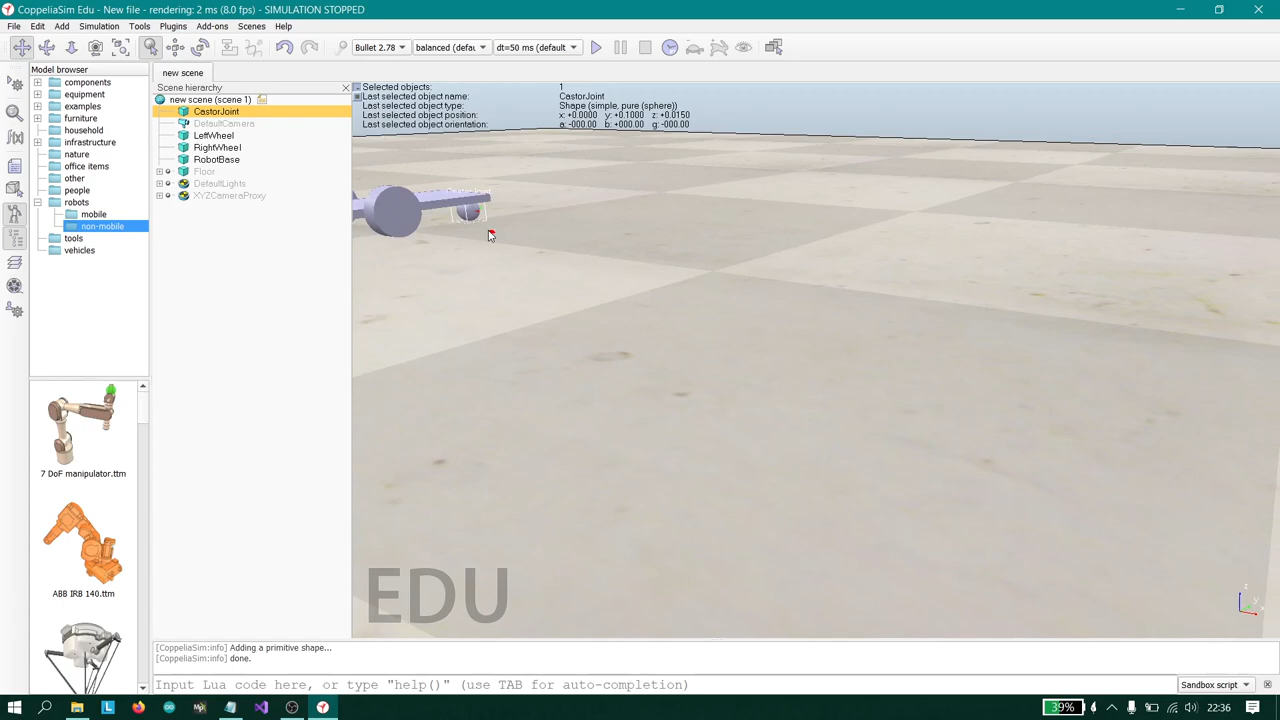 CoppeliaSim Edu - New file - rendering: 2 ms (8.0 fps) - SIMULATION STOPPED
File Edit Add Simulation Tools Plugins Add-ons Scenes Help
Bullet 2.78 balanced (defau dt=50 ms (default)
Model browser
components
equipment
examples
furniture
household
infrastructure
nature
office items
other
people
robots
mobile
non-mobile
tools
vehicles
7 DoF manipulator.ttm
ABB IRB 140.ttm
new scene
Scene hierarchy
new scene (scene 1)
CastorJoint
DefaultCamera
LeftWheel
RightWheel
RobotBase
Floor
DefaultLights
XYZCameraProxy
Selected objects: 1
Last selected object name: CastorJoint
Last selected object type: Shape (simple, pure (sphere))
Last selected object position: x: +0.0000 y: +0.1000 z: +0.0150
Last selected object orientation: a: -000.00 b: +000.00 g: -000.00
EDU
[CoppeliaSim:info] Adding a primitive shape...
[CoppeliaSim:info] done.
Input Lua code here, or type "help()" (use TAB for auto-completion)
Sandbox script
39%
22:36